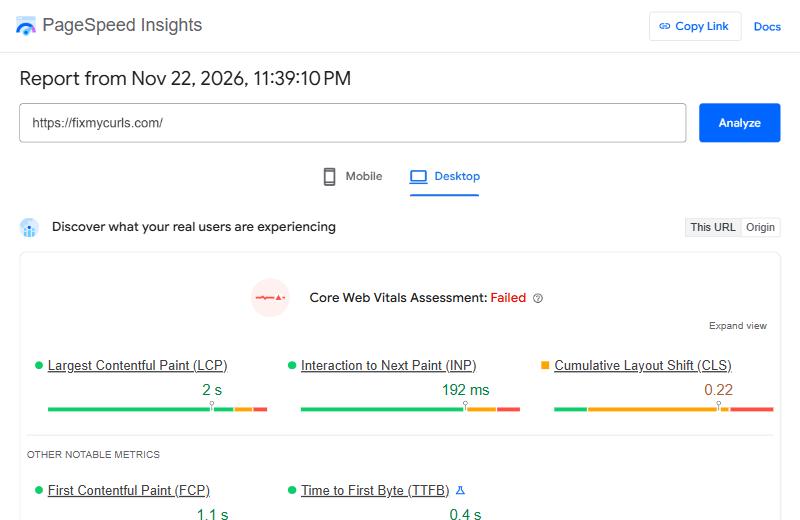 PageSpeed Insights
Copy Link
Docs
Report from Nov 22, 2026, 11:39:10 PM
https://fixmycurls.com/
Analyze
Mobile
Desktop
Discover what your real users are experiencing
This URL
Origin
Core Web Vitals Assessment: Failed
Expand view
Largest Contentful Paint (LCP)
2 s
Interaction to Next Paint (INP)
192 ms
Cumulative Layout Shift (CLS)
0.22
OTHER NOTABLE METRICS
First Contentful Paint (FCP)
1.1 s
Time to First Byte (TTFB)
0.4 s